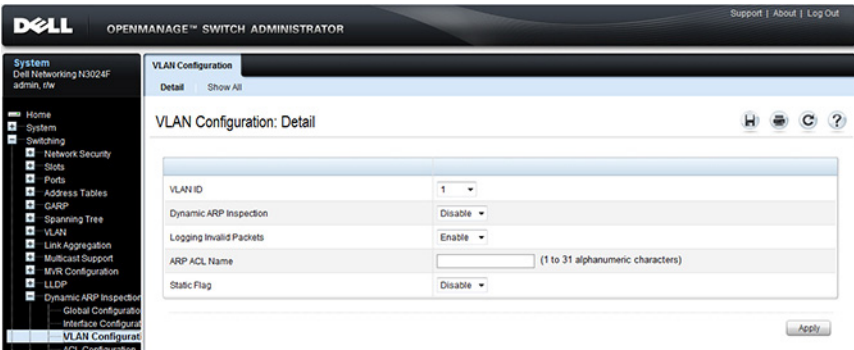 Support | About | Log Out
DELL OPENMANAGE™ SWITCH ADMINISTRATOR
System
Dell Networking N3024F
admin, r/w
Home
System
Switching
Network Security
Slots
Ports
Address Tables
GARP
Spanning Tree
VLAN
Link Aggregation
Multicast Support
MVR Configuration
LLDP
Dynamic ARP Inspection
Global Configuratio
Interface Configurat
VLAN Configurati
ACL Configuration
VLAN Configuration
Detail Show All
VLAN Configuration: Detail
VLAN ID 1
Dynamic ARP Inspection Disable
Logging Invalid Packets Enable
ARP ACL Name (1 to 31 alphanumeric characters)
Static Flag Disable
Apply